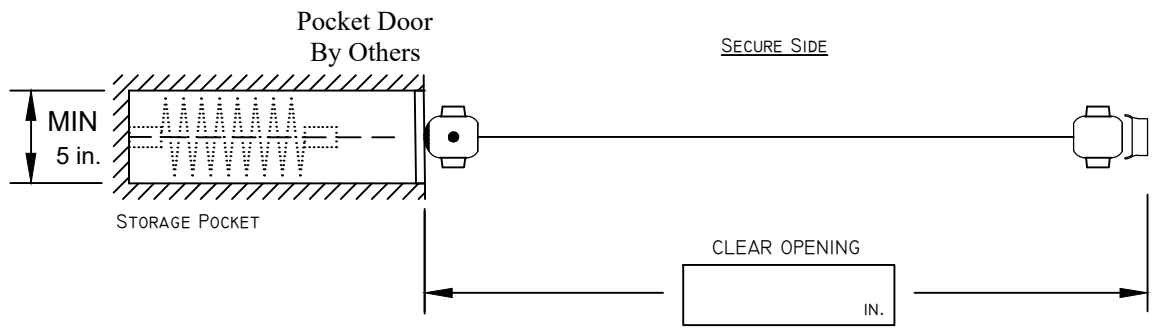 Pocket Door
By Others
SECURE SIDE
MIN
5 in.
STORAGE POCKET
CLEAR OPENING
IN.